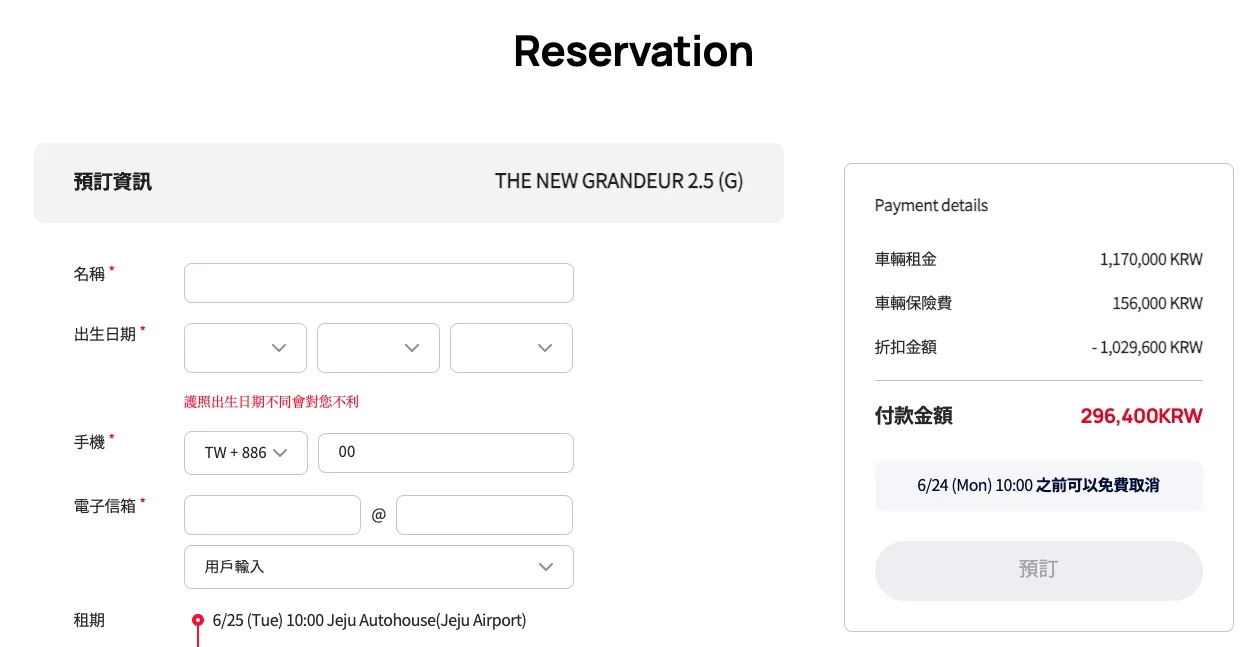 Reservation
預訂資訊
THE NEW GRANDEUR 2.5 (G)
名稱 *
出生日期 *
護照出生日期不同會對您不利
手機 *
TW + 886
00
電子信箱 *
@
用戶輸入
租期
6/25 (Tue) 10:00 Jeju Autohouse(Jeju Airport)
Payment details
車輛租金 1,170,000 KRW
車輛保險費 156,000 KRW
折扣金額 - 1,029,600 KRW
付款金額 296,400KRW
6/24 (Mon) 10:00 之前可以免費取消
預訂